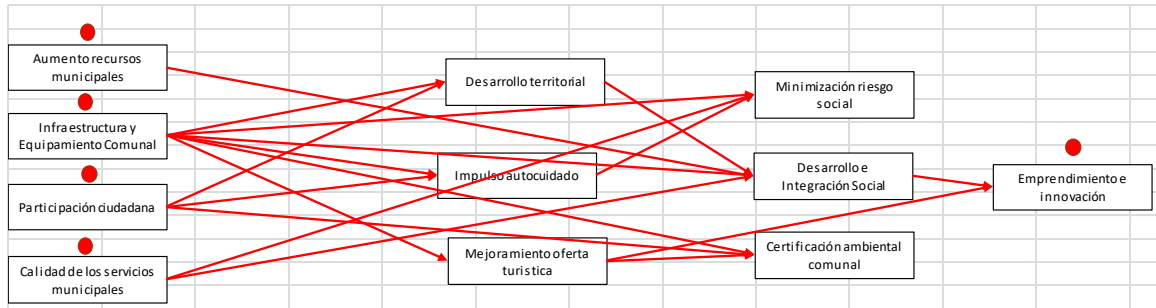 Aumento recursos
municipales
Infraestructura y
Equipamiento Comunal
Participación ciudadana
Calidad de los servicios
municipales
Desarrollo territorial
Impulso autocuidado
Mejoramiento oferta
turistica
Minimización riesgo
social
Desarrollo e
Integración Social
Certificación ambiental
comunal
Emprendimiento e
innovación